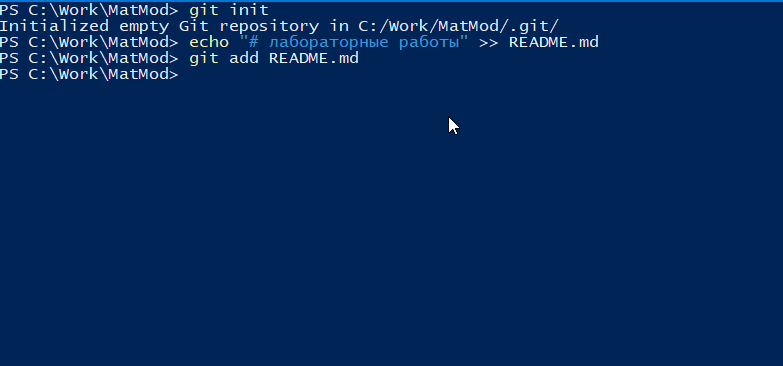 PS C:\Work\MatMod> git init
Initialized empty Git repository in C:/Work/MatMod/.git/
PS C:\Work\MatMod> echo "# лабораторные работы" >> README.md
PS C:\Work\MatMod> git add README.md
PS C:\Work\MatMod>